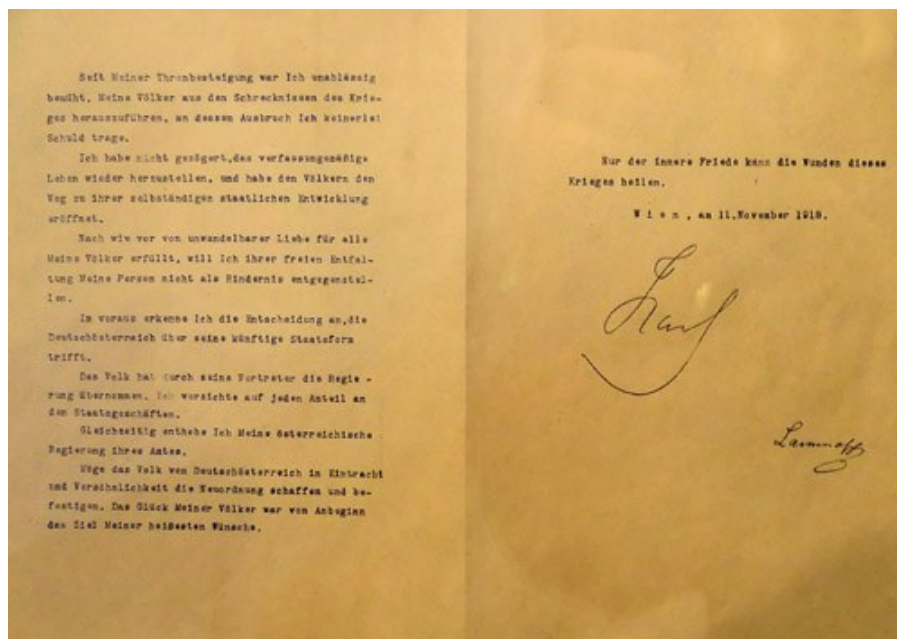 Seit Meiner Thronbesteigung war Ich unablässig
bemüht, Meine Völker aus den Schrecknissen des Krie-
ges herauszuführen, an dessen Ausbruch Ich keinerlei
Schuld trage.
Ich habe nicht gezögert,das verfassungsmäßige
Leben wieder herzustellen, und habe den Völkern den
Weg zu ihrer selbständigen staatlichen Entwicklung
eröffnet.
Nach wie vor von unwandelbarer Liebe für alle
Meine Völker erfüllt, will Ich ihrer freien Entfal-
tung Meine Person nicht als Hindernis entgegenstel-
len.
Im voraus erkenne Ich die Entscheidung an,die
Deutschösterreich über seine künftige Staatsform
trifft.
Das Volk hat durch seine Vertreter die Regie -
rung übernommen. Ich verzichte auf jeden Anteil an
den Staatsgeschäften.
Gleichzeitig enthebe Ich Meine österreichische
Regierung ihres Amtes.
Möge das Volk von Deutschösterreich in Eintracht
und Versöhnlichkeit die Neuordnung schaffen und be-
festigen. Das Glück Meiner Völker war von Anbeginn
das Ziel Meiner heißesten Wünsche.
Nur der innere Friede kann die Wunden dieses
Krieges heilen.
Wien, am 11.November 1918.
Karl
Lammasch